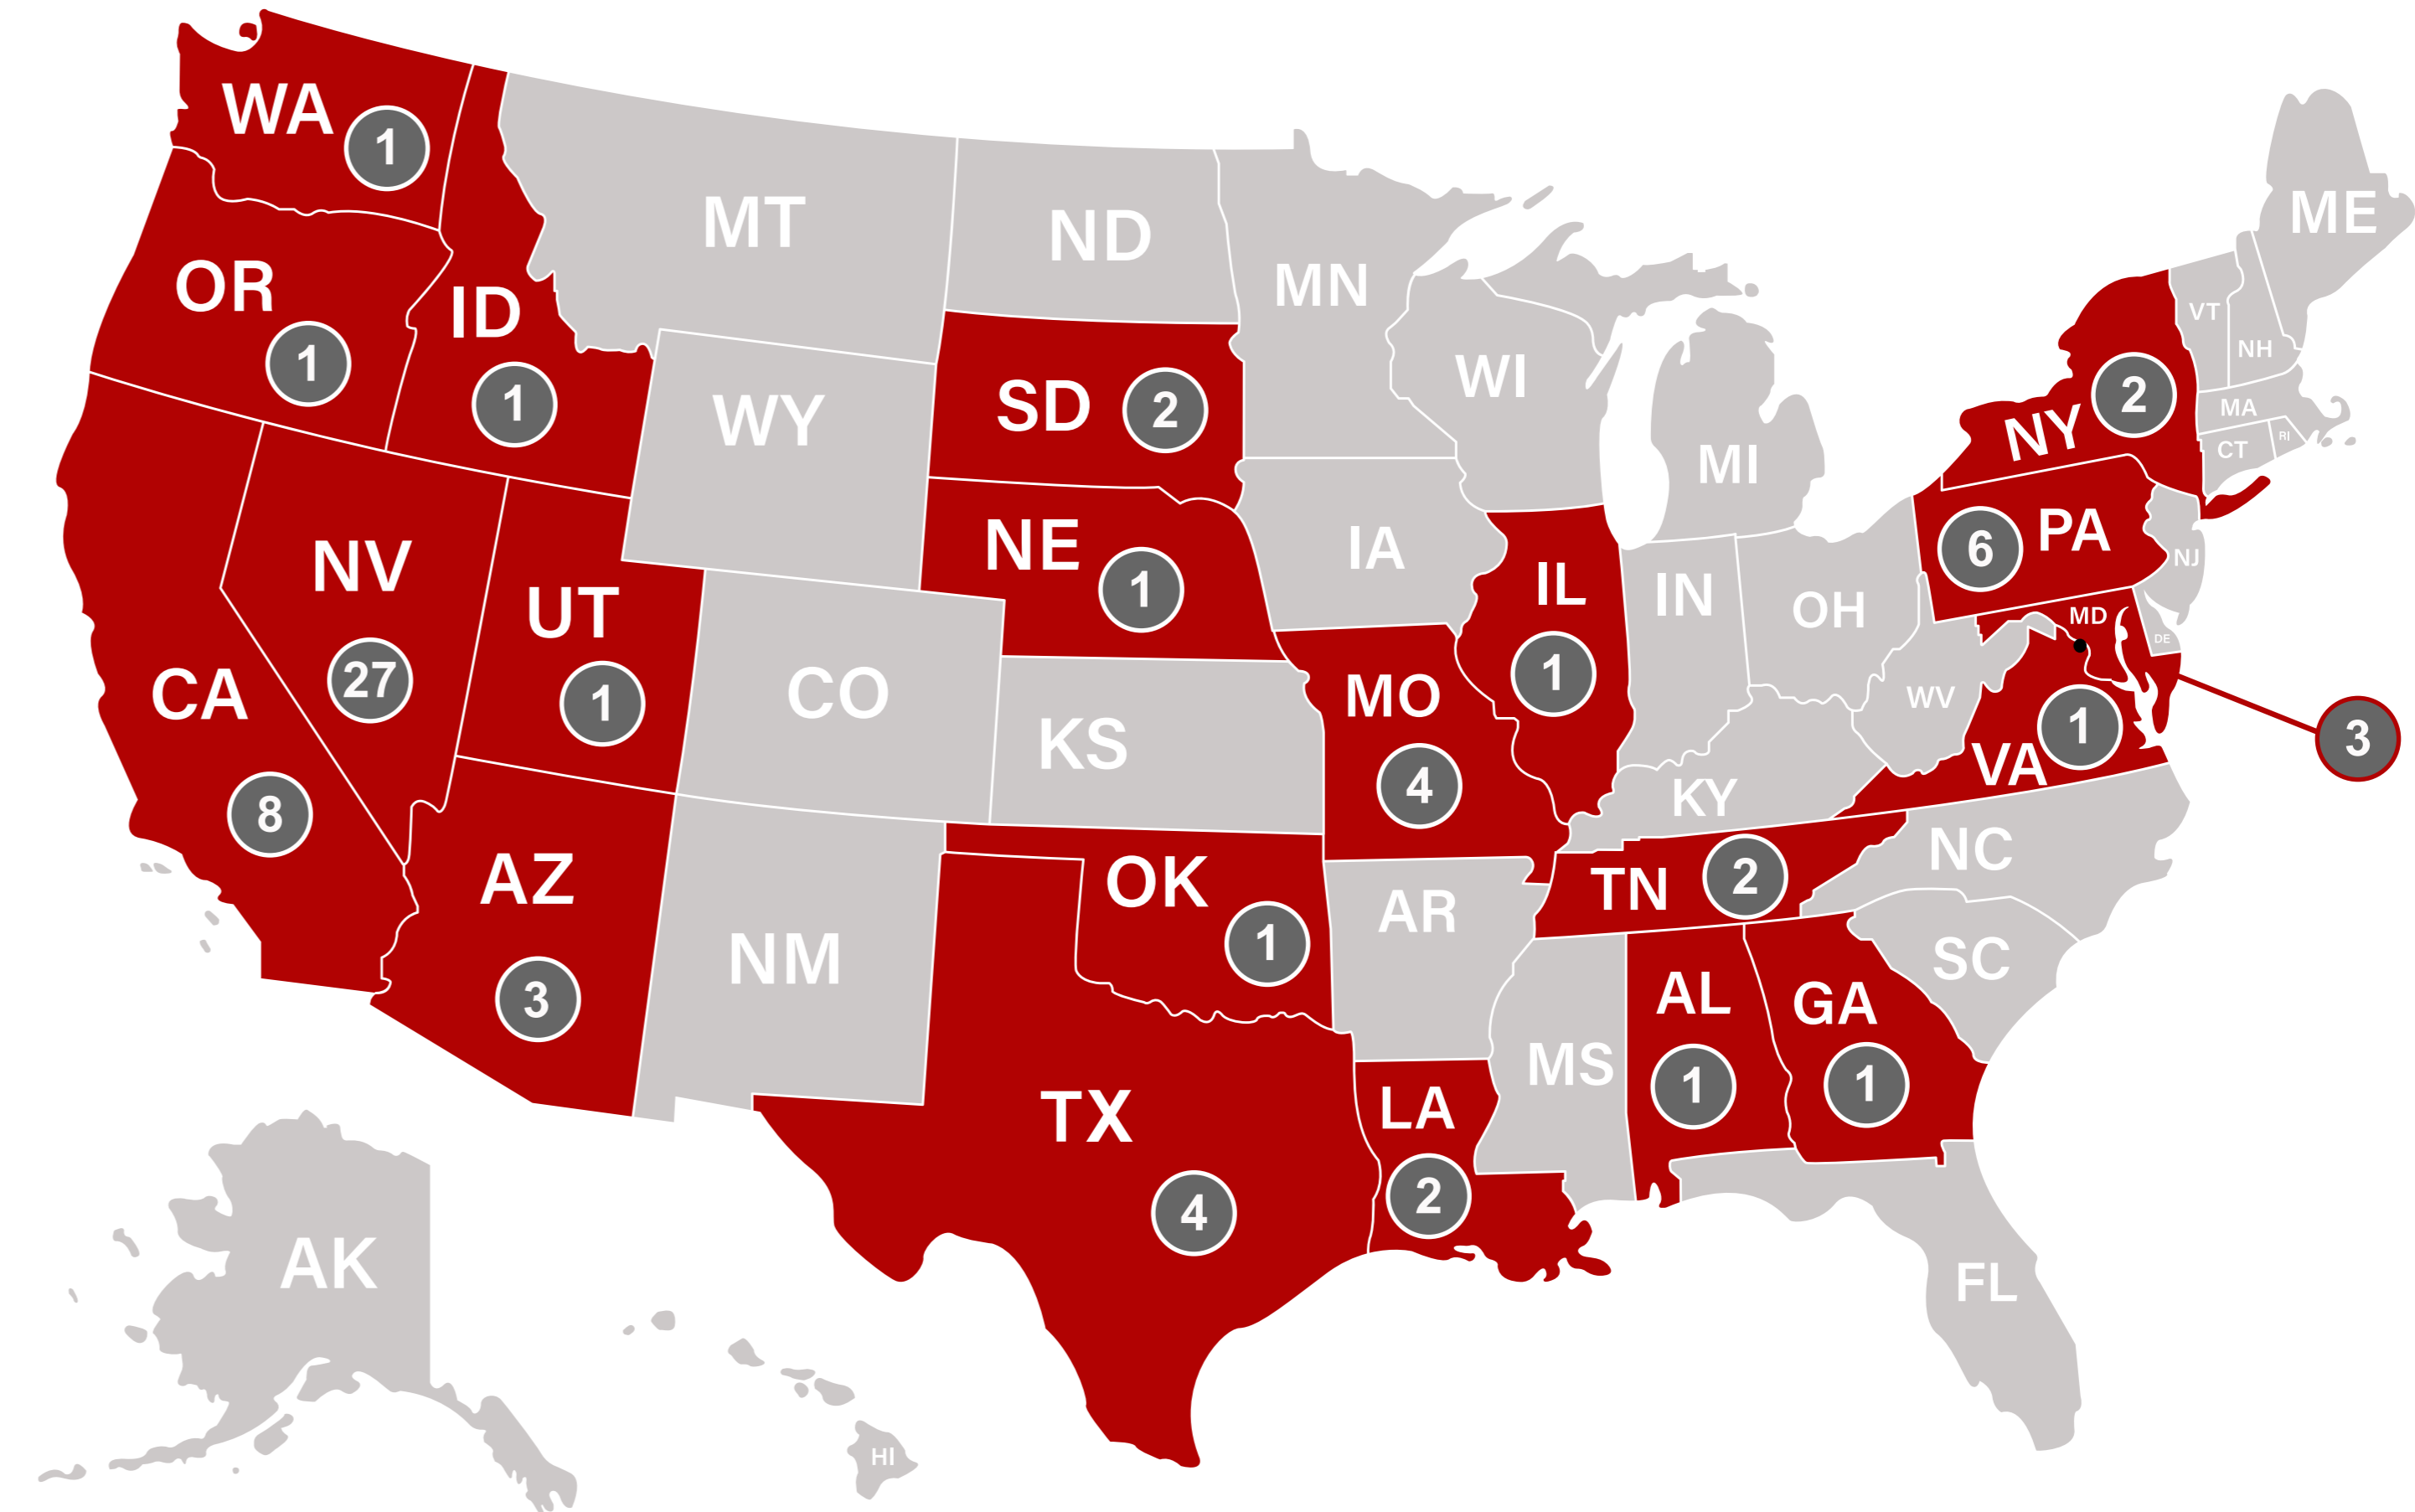 WA
1
MT
ND
MN
ME
OR
1
ID
1
SD
2
WI
MI
NY
2
VT
NH
MA
CT
RI
WY
NV
27
UT
1
NE
1
IA
IL
1
IN
OH
PA
6
NJ
MD
DE
CA
8
CO
KS
MO
4
KY
WV
VA
1
3
AZ
3
NM
OK
1
AR
TN
2
NC
SC
TX
4
LA
2
MS
AL
1
GA
1
FL
AK
HI